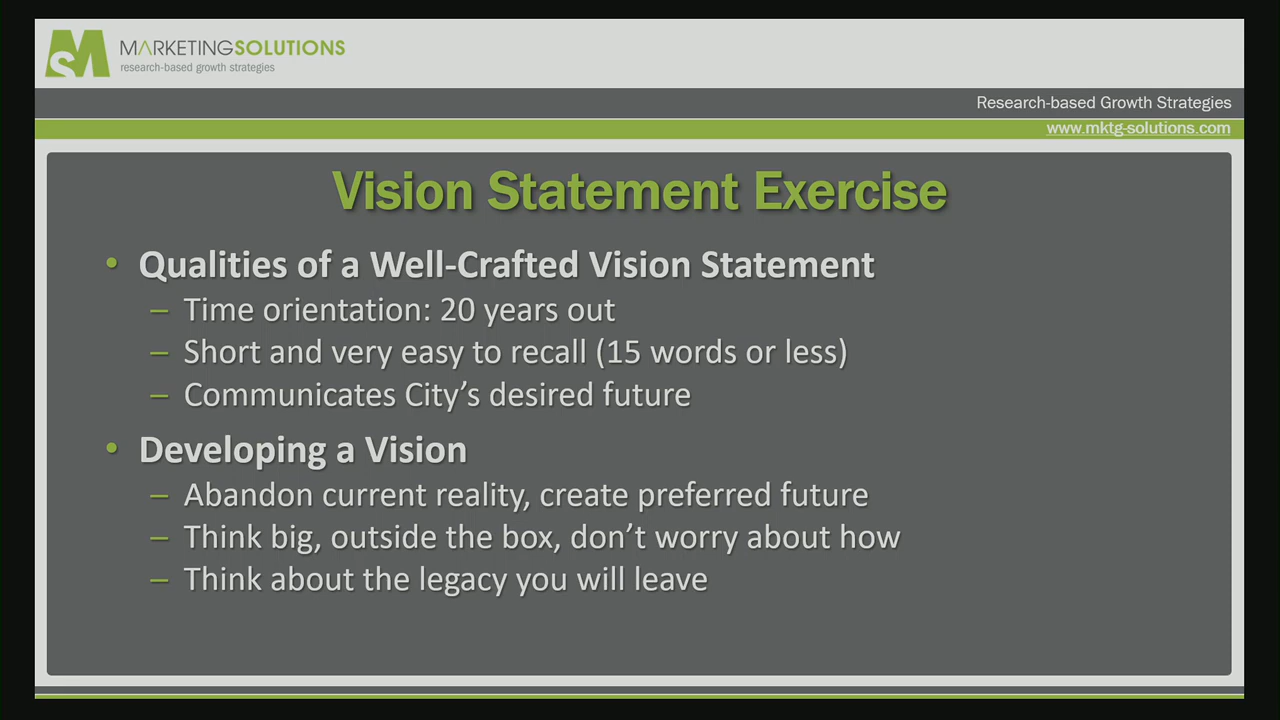 MARKETINGSOLUTIONS
research-based growth strategies
Research-based Growth Strategies
www.mktg-solutions.com
Vision Statement Exercise
• Qualities of a Well-Crafted Vision Statement
– Time orientation: 20 years out
– Short and very easy to recall (15 words or less)
– Communicates City’s desired future
• Developing a Vision
– Abandon current reality, create preferred future
– Think big, outside the box, don’t worry about how
– Think about the legacy you will leave